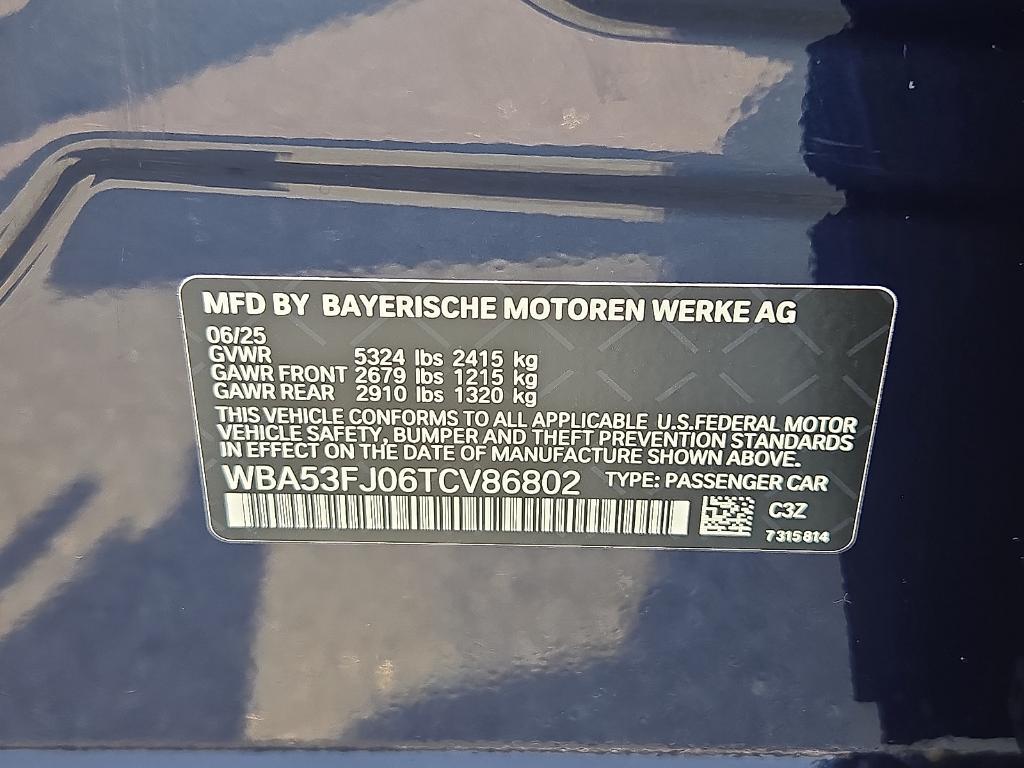 MFD BY BAYERISCHE MOTOREN WERKE AG
06/25
GVWR 5324 lbs 2415 kg
GAWR FRONT 2679 lbs 1215 kg
GAWR REAR 2910 lbs 1320 kg
THIS VEHICLE CONFORMS TO ALL APPLICABLE U.S.FEDERAL MOTOR
VEHICLE SAFETY, BUMPER AND THEFT PREVENTION STANDARDS
IN EFFECT ON THE DATE OF MANUFACTURE SHOWN ABOVE.
WBA53FJ06TCV86802 TYPE: PASSENGER CAR
C3Z
7315814